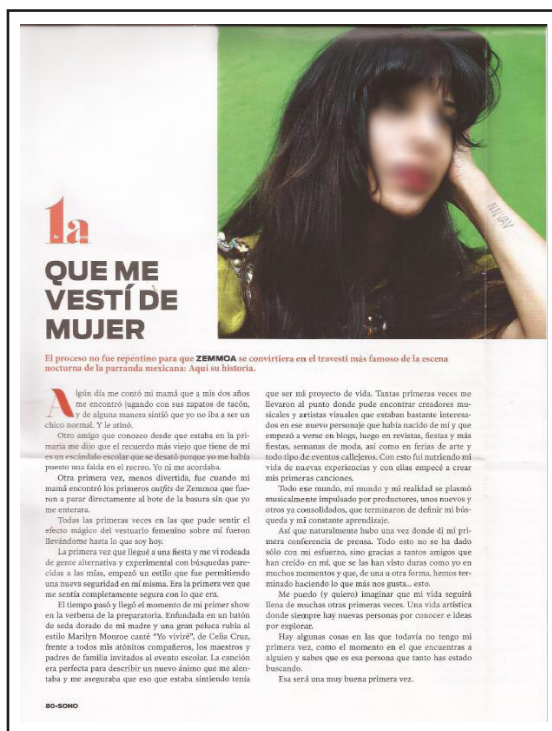 1a
QUE ME
VESTÍ DE
MUJER
El proceso no fue repentino para que ZEMMOA se convirtiera en el travesti más famoso de la escena
nocturna de la parranda mexicana: Aquí su historia.
Algún día me contó mi mamá que a mis dos años
me encontró jugando con sus zapatos de tacón,
y de alguna manera sintió que yo no iba a ser un
chico normal. Y le atinó.
Otro amigo que conozco desde que estaba en la pri-
maria me dijo que el recuerdo más viejo que tiene de mí
es un escándalo escolar que se desató porque yo me había
puesto una falda en el recreo. Yo ni me acordaba.
Otra primera vez, menos divertida, fue cuando mi
mamá encontró los primeros outfits de Zemmoa que fue-
ron a parar directamente al bote de la basura sin que yo
me enterara.
Todas las primeras veces en las que pude sentir el
efecto mágico del vestuario femenino sobre mí fueron
llevándome hasta lo que soy hoy.
La primera vez que llegué a una fiesta y me vi rodeada
de gente alternativa y experimental con búsquedas pare-
cidas a las mías, empezó un estilo que fue permitiendo
una nueva seguridad en mí misma. Era la primera vez que
me sentía completamente segura con lo que era.
El tiempo pasó y llegó el momento de mi primer show
en la verbena de la preparatoria. Enfundada en un batón
de seda dorado de mi madre y una gran peluca rubia al
estilo Marilyn Monroe canté "Yo viviré", de Celia Cruz,
frente a todos mis atónitos compañeros, los maestros y
padres de familia invitados al evento escolar. La canción
era perfecta para describir un nuevo ánimo que me alen-
taba y me aseguraba que eso que estaba sintiendo tenía
que ser mi proyecto de vida. Tantas primeras veces me
llevaron al punto donde pude encontrar creadores mu-
sicales y artistas visuales que estaban bastante interesa-
dos en ese nuevo personaje que había nacido de mí y que
empezó a verse en blogs, luego en revistas, fiestas y más
fiestas, semanas de moda, así como en ferias de arte y
todo tipo de eventos callejeros. Con esto fui nutriendo mi
vida de nuevas experiencias y con ellas empecé a crear
mis primeras canciones.
Todo ese mundo, mi mundo y mi realidad se plasmó
musicalmente impulsado por productores, unos nuevos y
otros ya consolidados, que terminaron de definir mi bús-
queda y mi constante aprendizaje.
Así que naturalmente hubo una vez donde di mi pri-
mera conferencia de prensa. Todo esto no se ha dado
sólo con mi esfuerzo, sino gracias a tantos amigos que
han creído en mí, que se las han visto duras como yo en
muchos momentos y que, de una u otra forma, hemos ter-
minado haciendo lo que más nos gusta... esto.
Me puedo (y quiero) imaginar que mi vida seguirá
llena de muchas otras primeras veces. Una vida artística
donde siempre hay nuevas personas por conocer e ideas
por explorar.
Hay algunas cosas en las que todavía no tengo mi
primera vez, como el momento en el que encuentras a
alguien y sabes que es esa persona que tanto has estado
buscando.
Esa será una muy buena primera vez.
80•SOHO